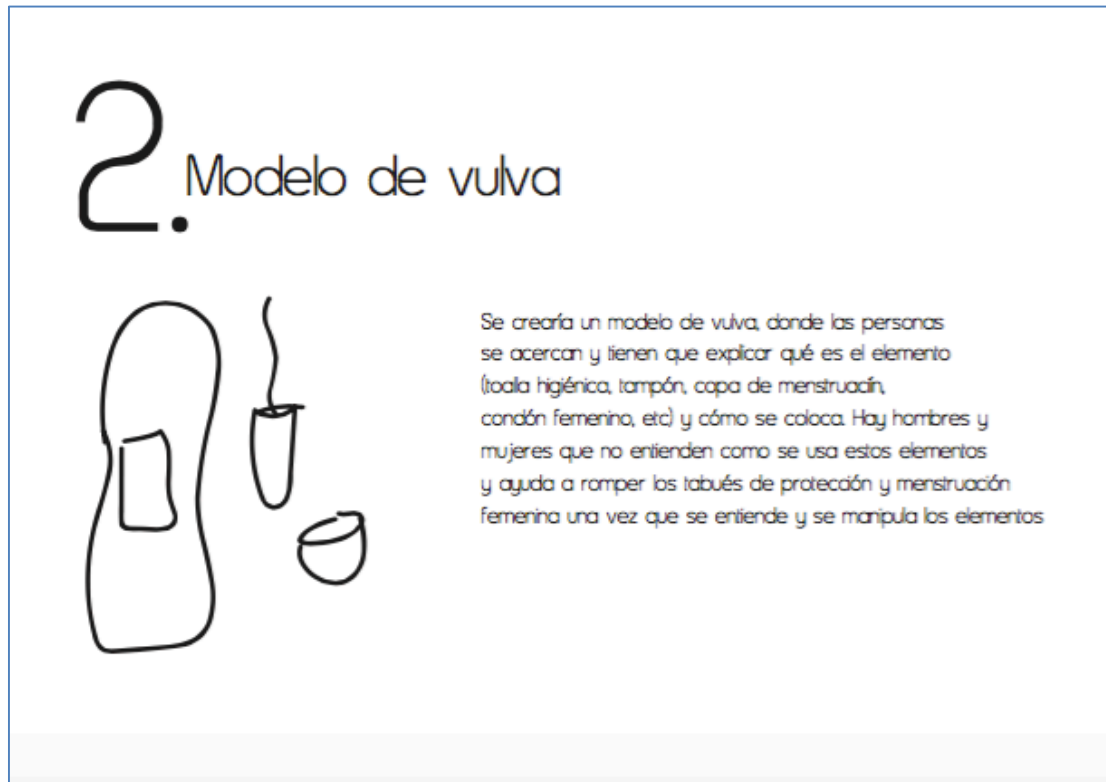 2. Modelo de vulva
Se crearía un modelo de vulva, donde las personas
se acercan y tienen que explicar qué es el elemento
(toalla higiénica, tampón, copa de menstruacín,
condón femenino, etc) y cómo se coloca. Hay hombres y
mujeres que no entienden como se usa estos elementos
y ayuda a romper los tabués de protección y menstruación
femenina una vez que se entiende y se manipula los elementos